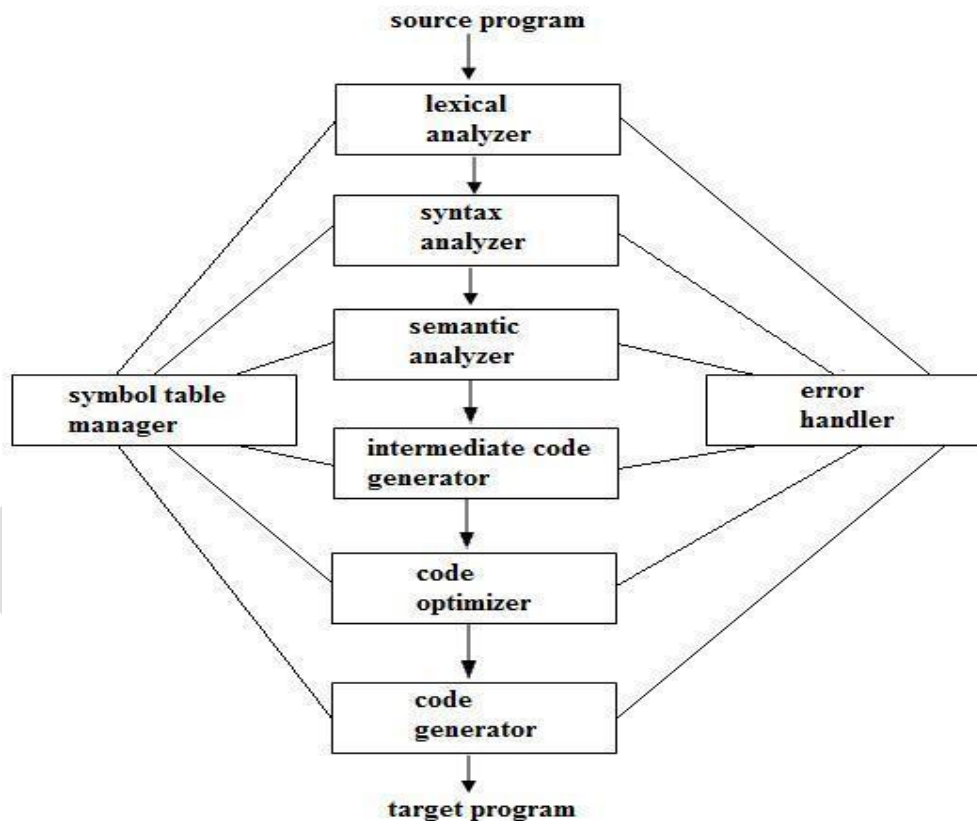 source program
lexical
analyzer
syntax
analyzer
semantic
analyzer
symbol table
manager
error
handler
intermediate code
generator
code
optimizer
code
generator
target program